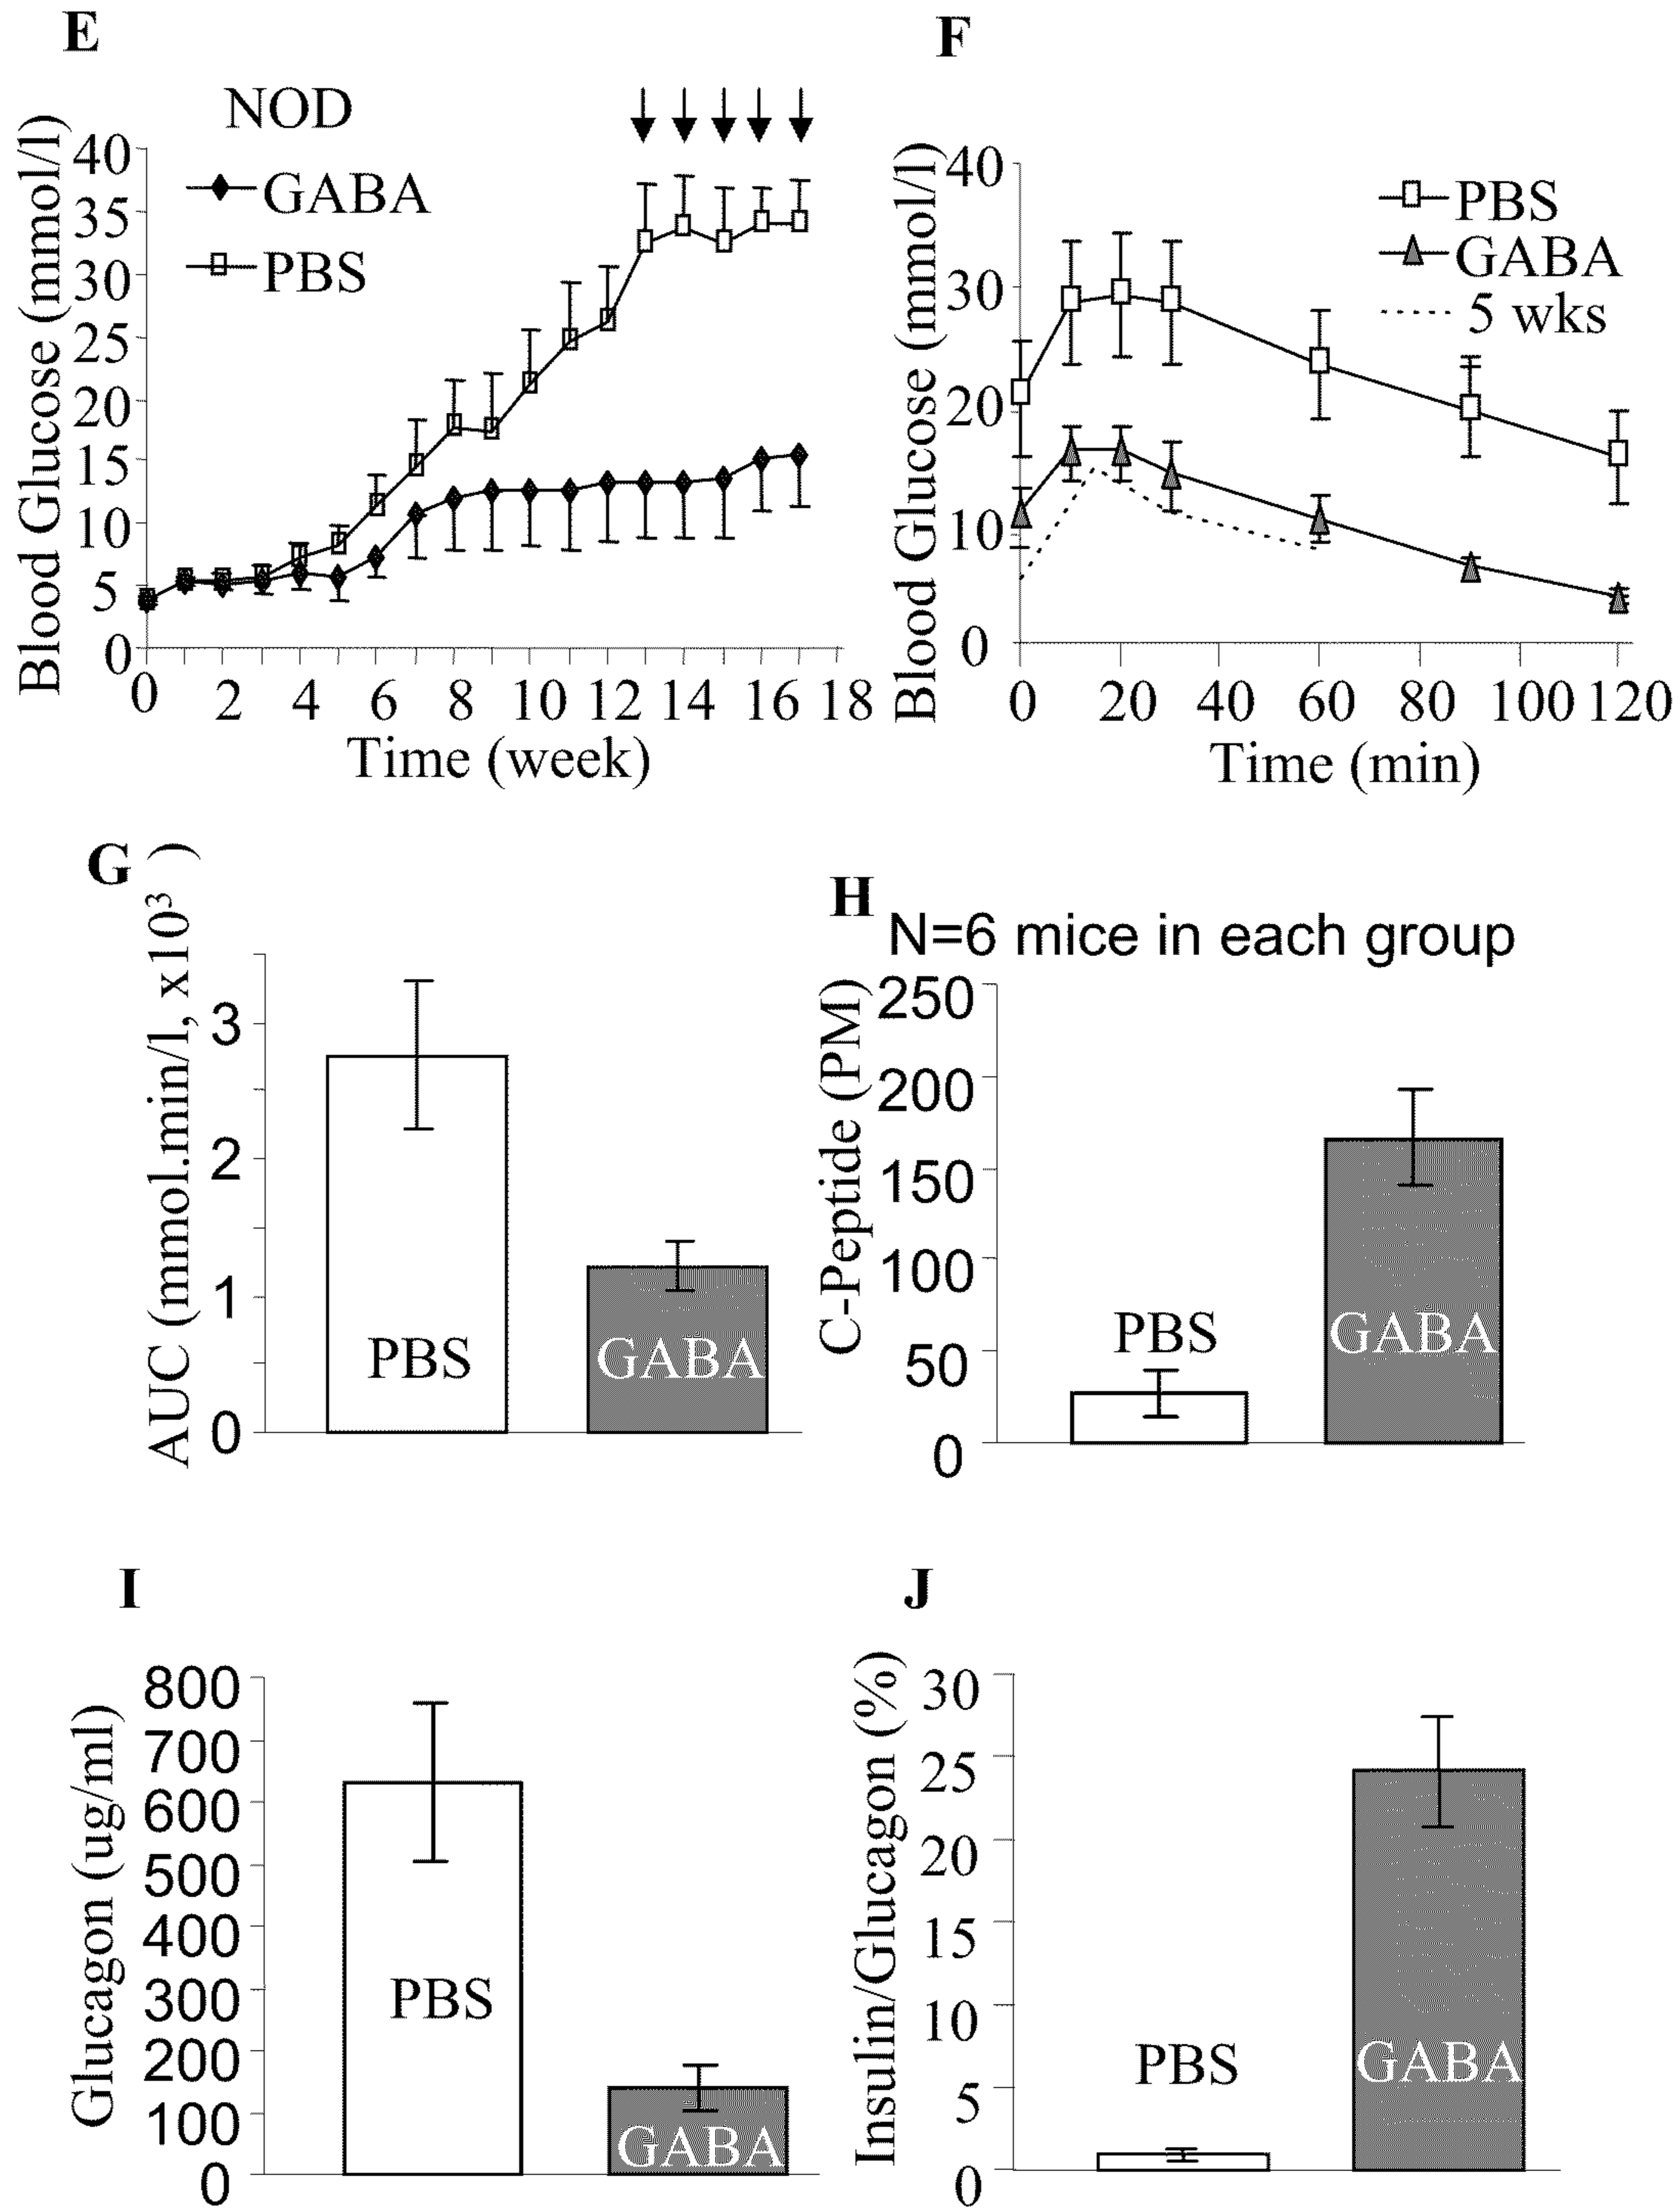 E
NOD
GABA
PBS
Blood Glucose (mmol/l)
40
35
30
25
20
15
10
5
0
0 2 4 6 8 10 12 14 16 18
Time (week)
F
PBS
GABA
5 wks
Blood Glucose (mmol/l)
40
30
20
10
0
0 20 40 60 80 100 120
Time (min)
G
AUC (mmol.min/l, x10³ )
3
2
1
0
PBS
GABA
H
N=6 mice in each group
C-Peptide (PM)
250
200
150
100
50
0
PBS
GABA
I
Glucagon (ug/ml)
800
700
600
500
400
300
200
100
0
PBS
GABA
J
Insulin/Glucagon (%)
30
25
20
15
10
5
0
PBS
GABA